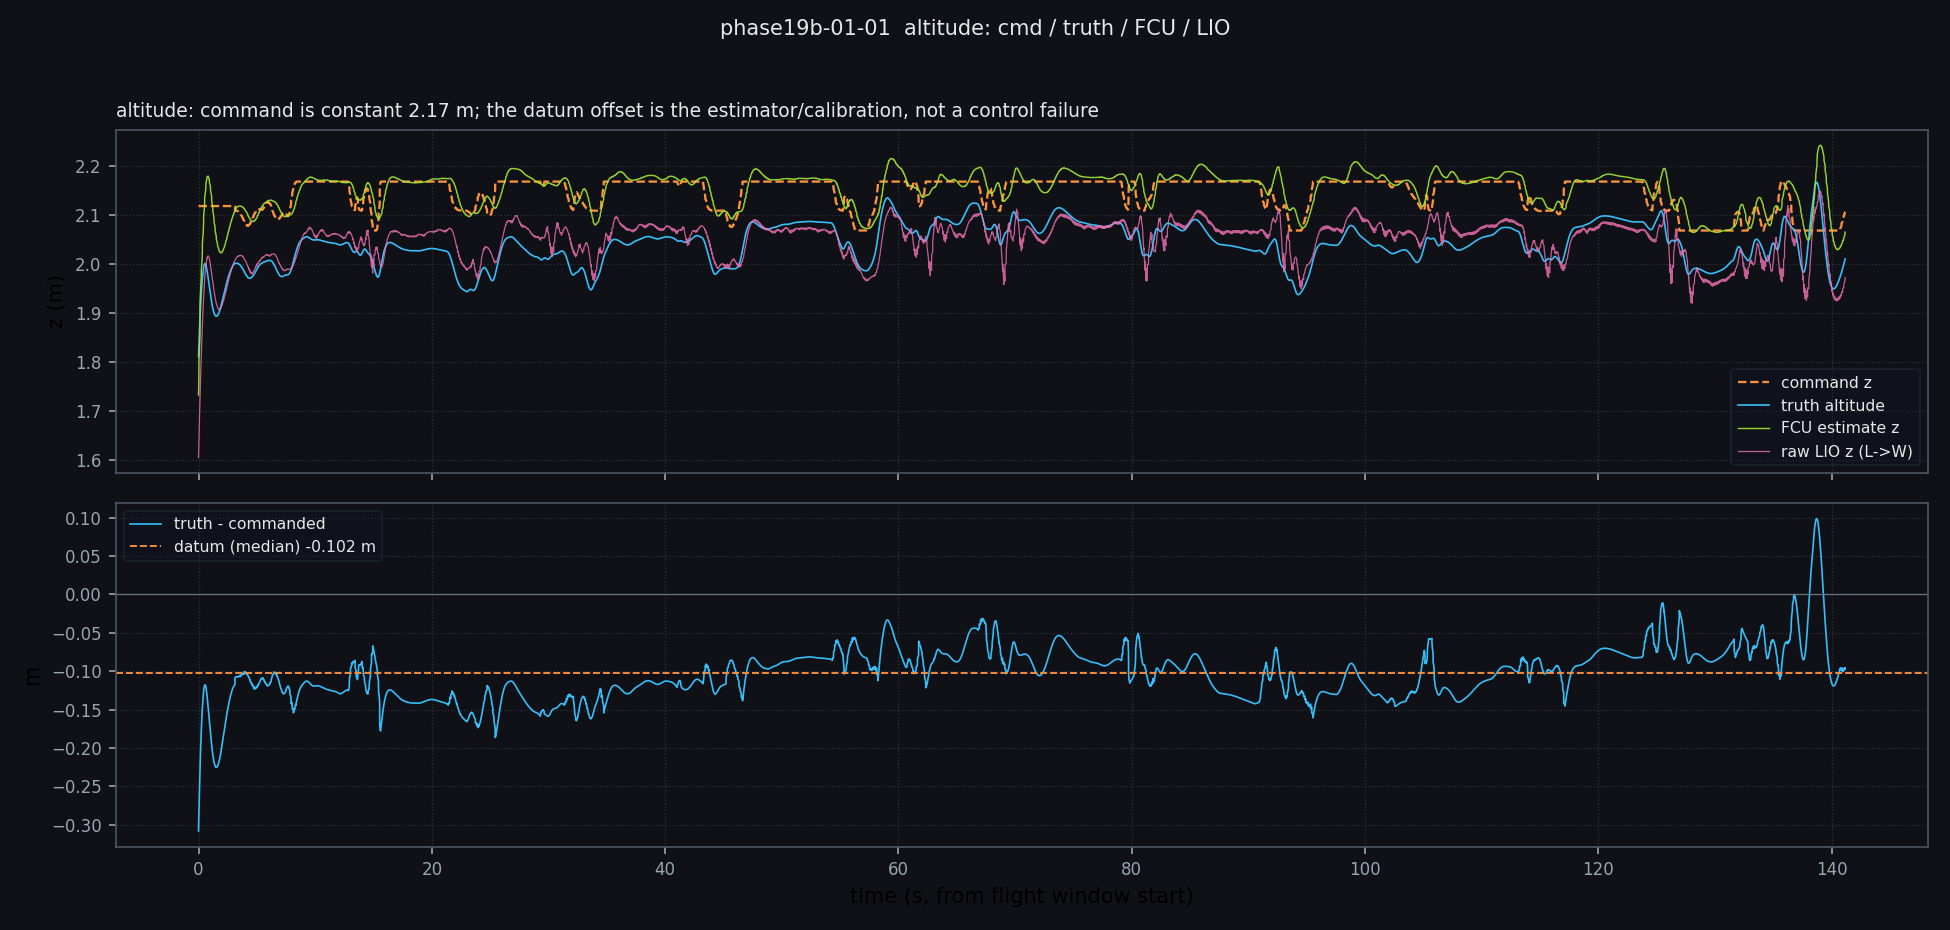 phase19b-01-01  altitude: cmd / truth / FCU / LIO
altitude: command is constant 2.17 m; the datum offset is the estimator/calibration, not a control failure
z (m)
2.2
2.1
2.0
1.9
1.8
1.7
1.6
command z
truth altitude
FCU estimate z
raw LIO z (L->W)
m
0.10
0.05
0.00
−0.05
−0.10
−0.15
−0.20
−0.25
−0.30
truth - commanded
datum (median) -0.102 m
0 20 40 60 80 100 120 140
time (s, from flight window start)